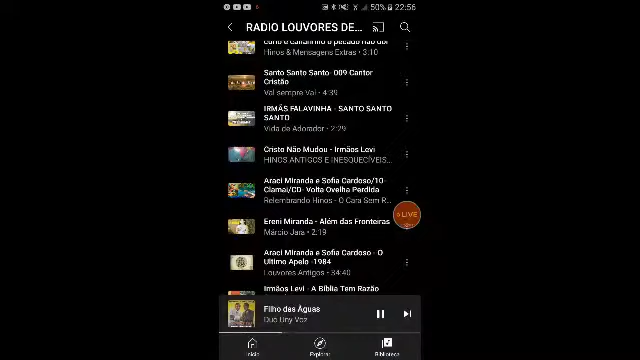 50% 22:56
RADIO LOUVORES DE...
Hinos & Mensagens Extras • 3:10
Santo Santo Santo- 009 Cantor
Cristão
Val sempre Vai • 4:39
IRMÃS FALAVINHA - SANTO SANTO
SANTO
Vida de Adorador • 2:29
Cristo Não Mudou - Irmãos Levi
HINOS ANTIGOS E INESQUECÍVEIS...
Araci Miranda e Sofia Cardoso/10-
Clamai/CD- Volta Ovelha Perdida
Relembrando Hinos - O Cara Sem R...
LIVE
Ereni Miranda - Além das Fronteiras
Márcio Jara • 2:19
Araci Miranda e Sofia Cardoso - O
Ultimo Apelo -1984
Louvores Antigos • 34:40
Irmãos Levi - A Bíblia Tem Razão
Filho das Águas
Duo Uny Voz
Início
Explorar
Biblioteca